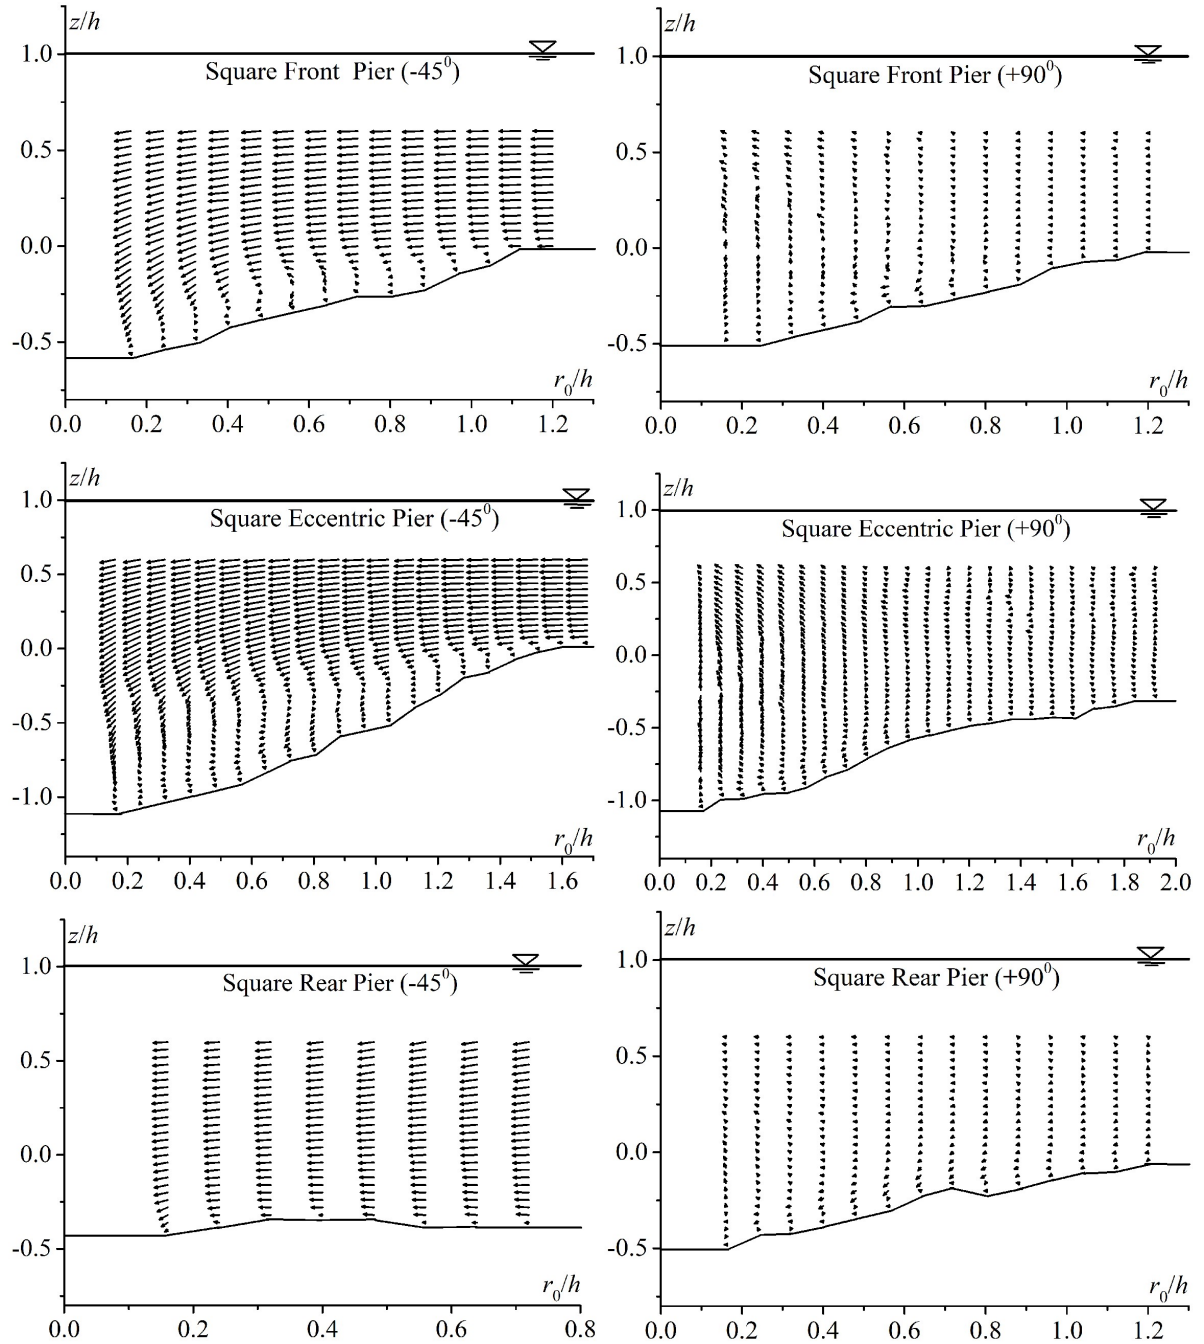 z/h
1.0
Square Front Pier (-45⁰)
0.5
0.0
-0.5
r₀/h
0.0 0.2 0.4 0.6 0.8 1.0 1.2
z/h
1.0
Square Front Pier (+90⁰)
0.5
0.0
-0.5
r₀/h
0.0 0.2 0.4 0.6 0.8 1.0 1.2
z/h
1.0
Square Eccentric Pier (-45⁰)
0.5
0.0
-0.5
-1.0
r₀/h
0.0 0.2 0.4 0.6 0.8 1.0 1.2 1.4 1.6
z/h
1.0
Square Eccentric Pier (+90⁰)
0.5
0.0
-0.5
-1.0
r₀/h
0.0 0.2 0.4 0.6 0.8 1.0 1.2 1.4 1.6 1.8 2.0
z/h
1.0
Square Rear Pier (-45⁰)
0.5
0.0
-0.5
r₀/h
0.0 0.2 0.4 0.6 0.8
z/h
1.0
Square Rear Pier (+90⁰)
0.5
0.0
-0.5
r₀/h
0.0 0.2 0.4 0.6 0.8 1.0 1.2